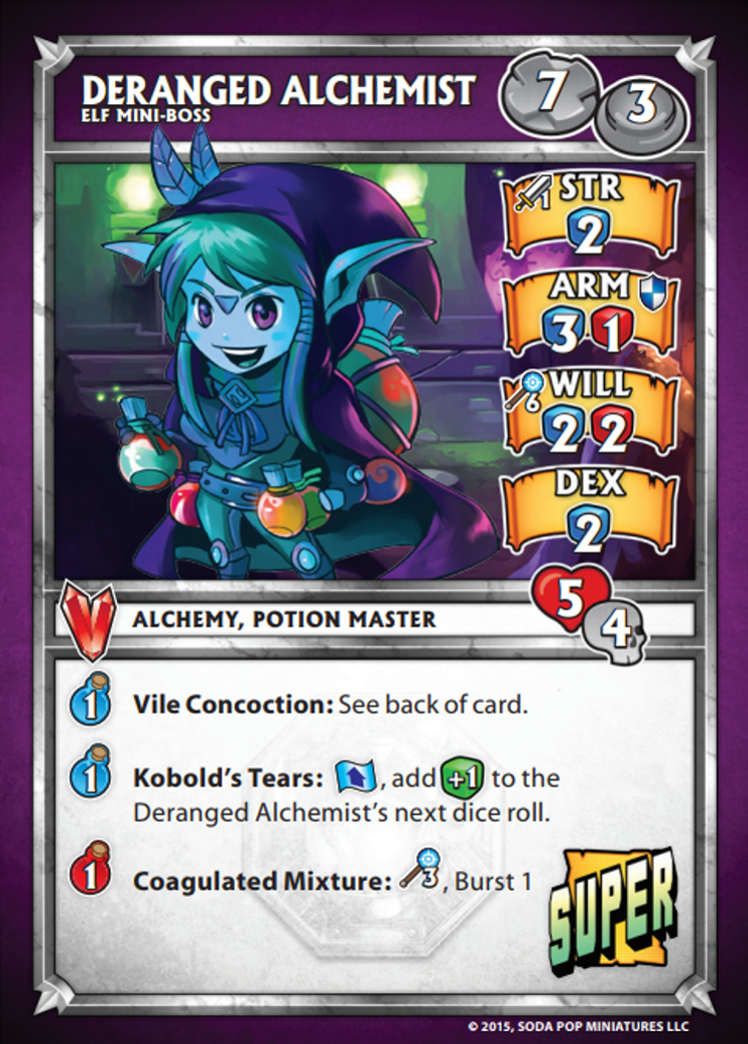 DERANGED ALCHEMIST
ELF MINI-BOSS
7
3
1 STR
2
ARM
3 1
6 WILL
2 2
DEX
2
ALCHEMY, POTION MASTER
5
4
1 Vile Concoction: See back of card.
1 Kobold's Tears: , add +1 to the
Deranged Alchemist's next dice roll.
1 Coagulated Mixture: 3, Burst 1
SUPER
© 2015, SODA POP MINIATURES LLC